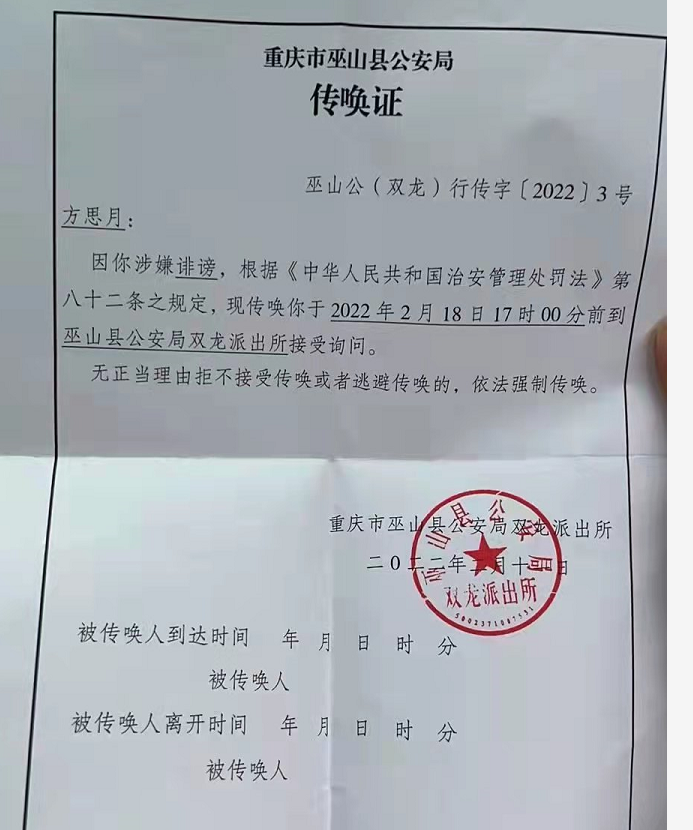 重庆市巫山县公安局
传唤证
巫山公（双龙）行传字〔2022〕3号
方思月：
因你涉嫌诽谤，根据《中华人民共和国治安管理处罚法》第
八十二条之规定，现传唤你于2022年2月18日17时00分前到
巫山县公安局双龙派出所接受询问。
无正当理由拒不接受传唤或者逃避传唤的，依法强制传唤。
重庆市巫山县公安局双龙派出所
二〇二二年二月十日
巫山县公安局
双龙派出所
被传唤人到达时间 年 月 日 时 分
被传唤人
被传唤人离开时间 年 月 日 时 分
被传唤人